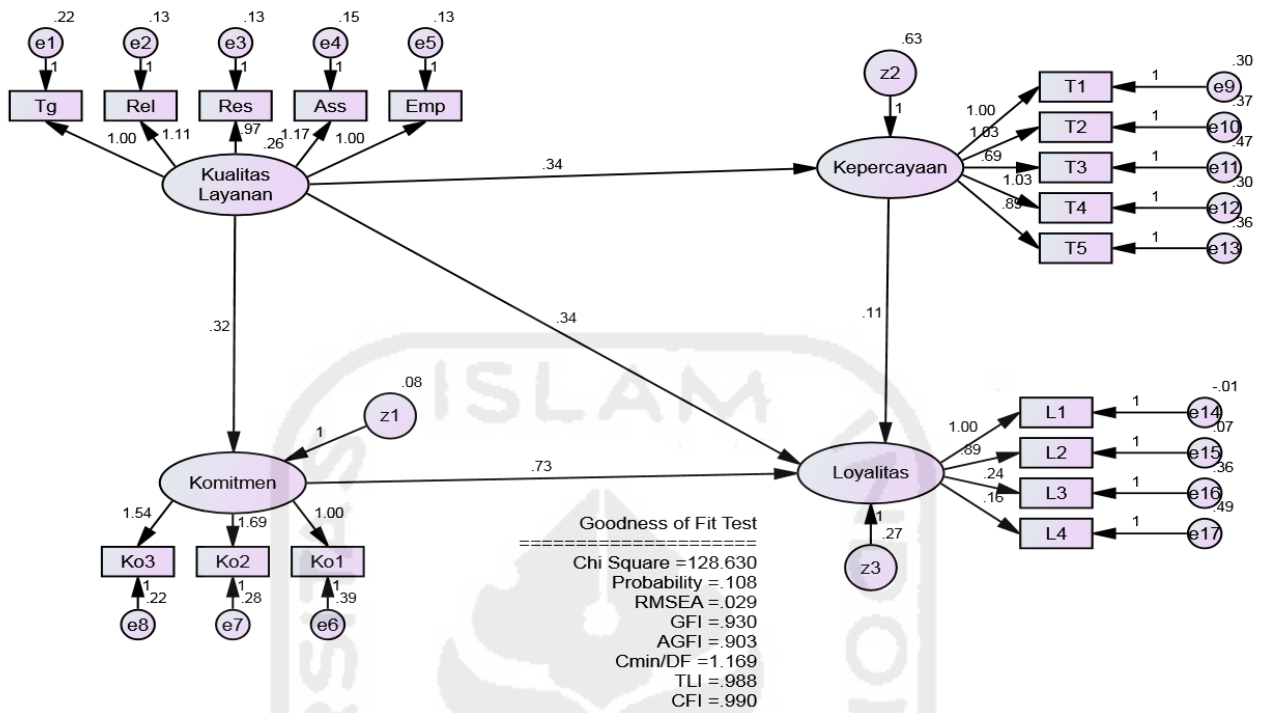 .22 .13 .13 .15 .13
e1 e2 e3 e4 e5
1 1 1 1 1
Tg Rel Res Ass Emp
1.00 1.11 .97 1.17 1.00
.26
Kualitas
Layanan
.34
.63
z2
1
Kepercayaan
1.00 T1 1 e9 .30
1.03 T2 1 e10 .37
.69 T3 1 e11 .47
1.03 T4 1 e12 .30
.89 T5 1 e13 .36
.32
.34
.11
.08
z1
1
Komitmen
.73
Loyalitas
1.00 L1 1 e14 -.01
.89 L2 1 e15 .07
.24 L3 1 e16 .36
.16 L4 1 e17 .49
1
.27
z3
1.54 1.69 1.00
Ko3 Ko2 Ko1
1 1 1
.22 .28 .39
e8 e7 e6
Goodness of Fit Test
=====================
Chi Square =128.630
Probability =.108
RMSEA =.029
GFI =.930
AGFI =.903
Cmin/DF =1.169
TLI =.988
CFI =.990
ISLAM